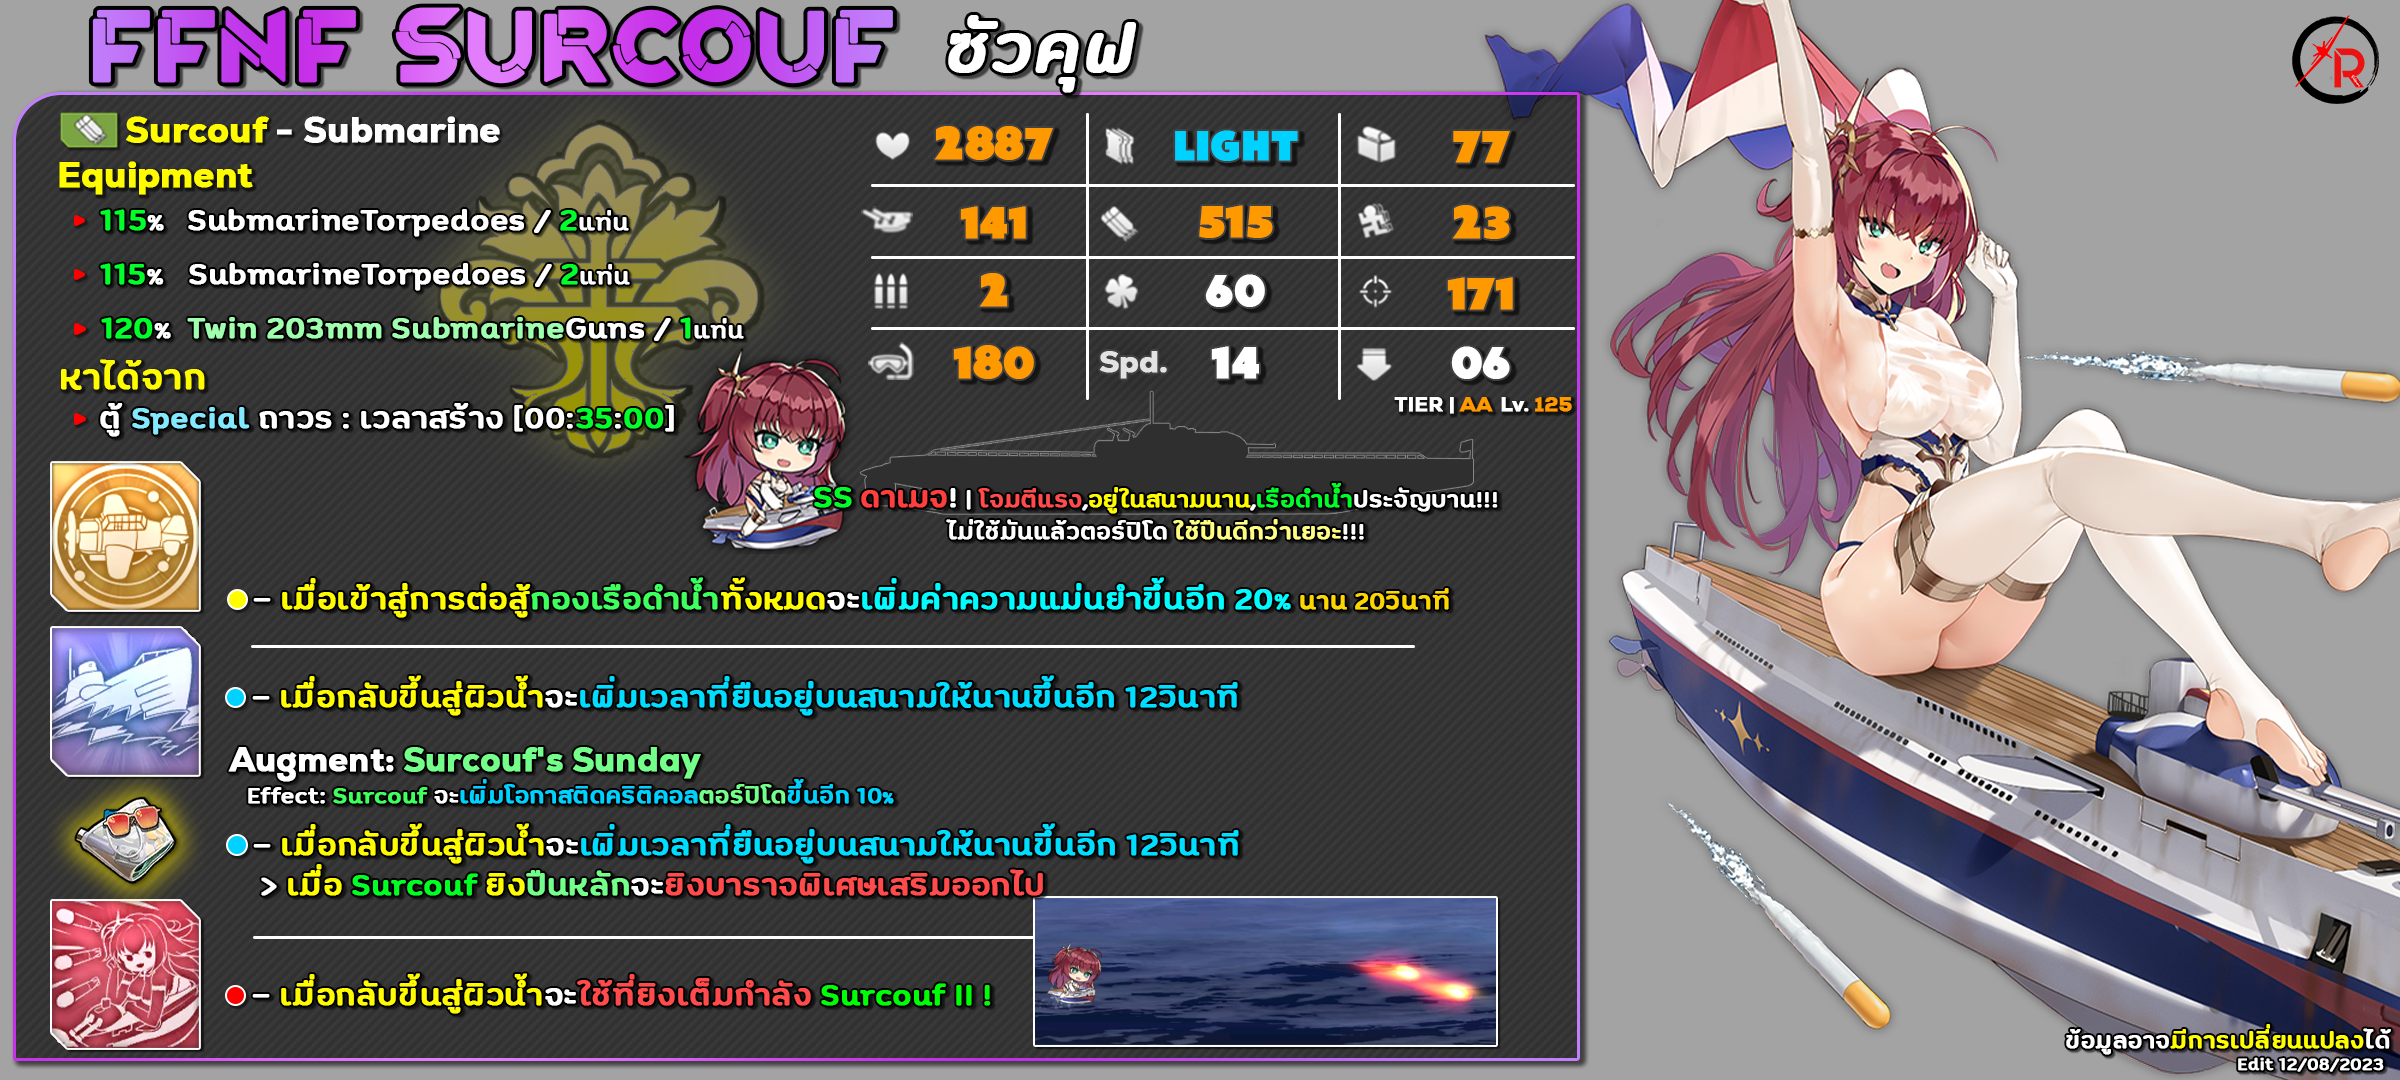 FFNF SURCOUF ซัวคุฟ
Surcouf - Submarine
Equipment
115% SubmarineTorpedoes / 2แท่น
115% SubmarineTorpedoes / 2แท่น
120% Twin 203mm SubmarineGuns / 1แท่น
หาได้จาก
ตู้ Special ถาวร : เวลาสร้าง [00:35:00]
2887 LIGHT 77
141 515 23
2 60 171
180 Spd. 14 06
TIER | AA Lv. 125
SS ดาเมจ! | โจมตีแรง,อยู่ในสนามนาน,เรือดำน้ำประจัญบาน!!!
ไม่ใช้มันแล้วตอร์ปิโด ใช้ปืนดีกว่าเยอะ!!!
– เมื่อเข้าสู่การต่อสู้กองเรือดำน้ำทั้งหมดจะเพิ่มค่าความแม่นยำขึ้นอีก 20% นาน 20วินาที
– เมื่อกลับขึ้นสู่ผิวน้ำจะเพิ่มเวลาที่ยืนอยู่บนสนามให้นานขึ้นอีก 12วินาที
Augment: Surcouf's Sunday
Effect: Surcouf จะเพิ่มโอกาสติดคริติคอลตอร์ปิโดขึ้นอีก 10%
– เมื่อกลับขึ้นสู่ผิวน้ำจะเพิ่มเวลาที่ยืนอยู่บนสนามให้นานขึ้นอีก 12วินาที
> เมื่อ Surcouf ยิงปืนหลักจะยิงบาราจพิเศษเสริมออกไป
– เมื่อกลับขึ้นสู่ผิวน้ำจะใช้ที่ยิงเต็มกำลัง Surcouf II !
R
ข้อมูลอาจมีการเปลี่ยนแปลงได้
Edit 12/08/2023